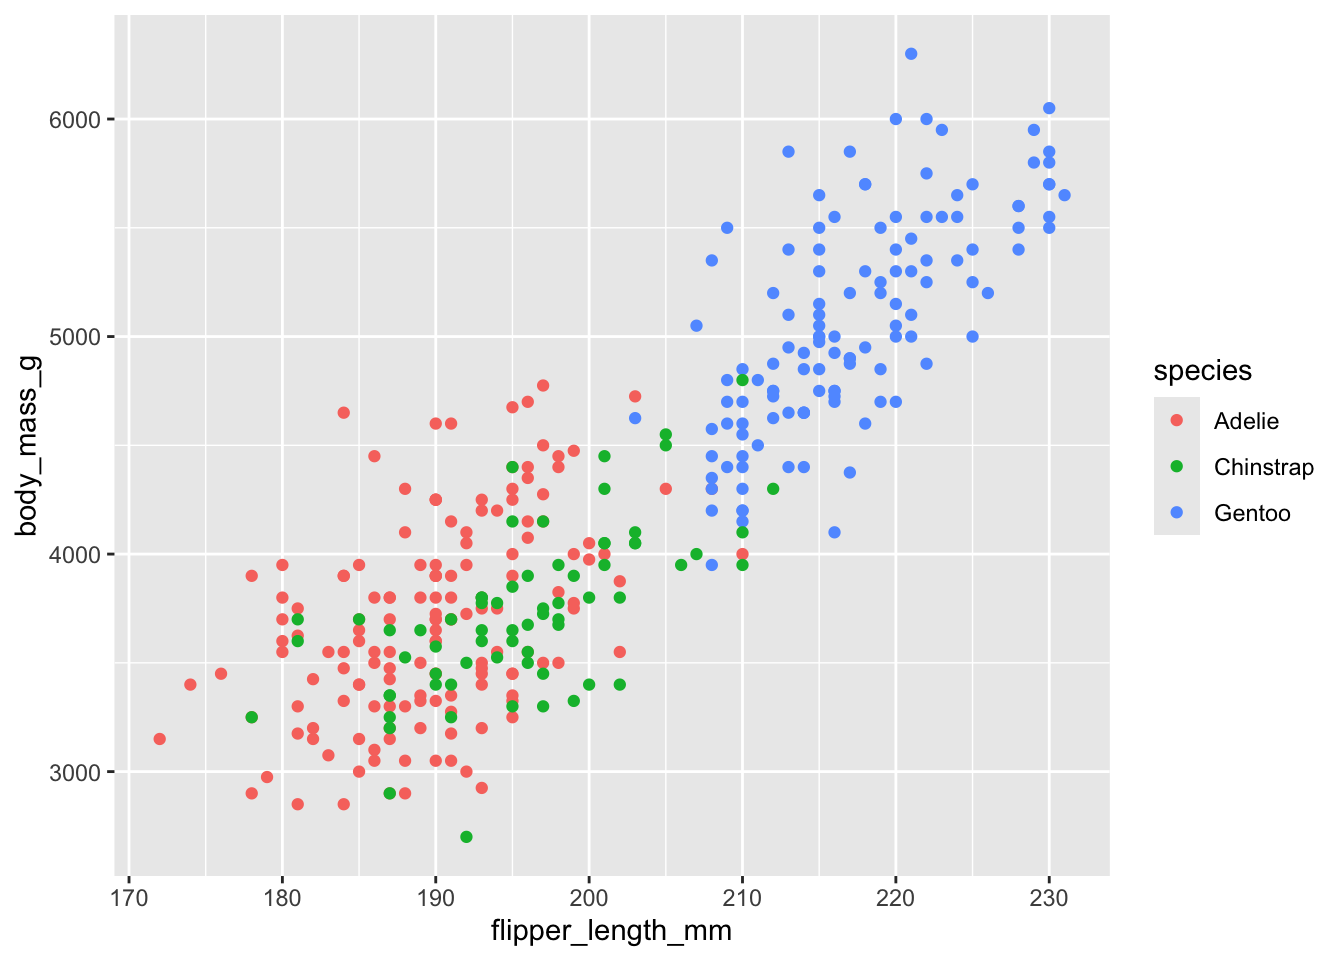 6000
5000
4000
3000
body_mass_g
170 180 190 200 210 220 230
flipper_length_mm
species
Adelie
Chinstrap
Gentoo